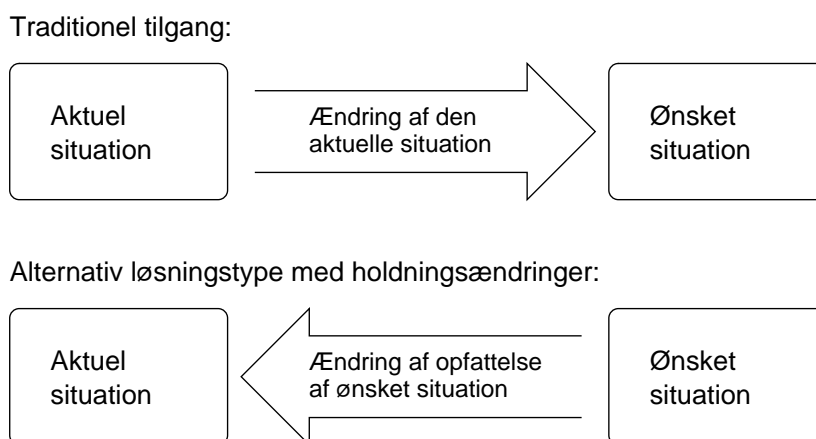 Traditionel tilgang:
Aktuel
situation
Ændring af den
aktuelle situation
Ønsket
situation
Alternativ løsningstype med holdningsændringer:
Aktuel
situation
Ændring af opfattelse
af ønsket situation
Ønsket
situation